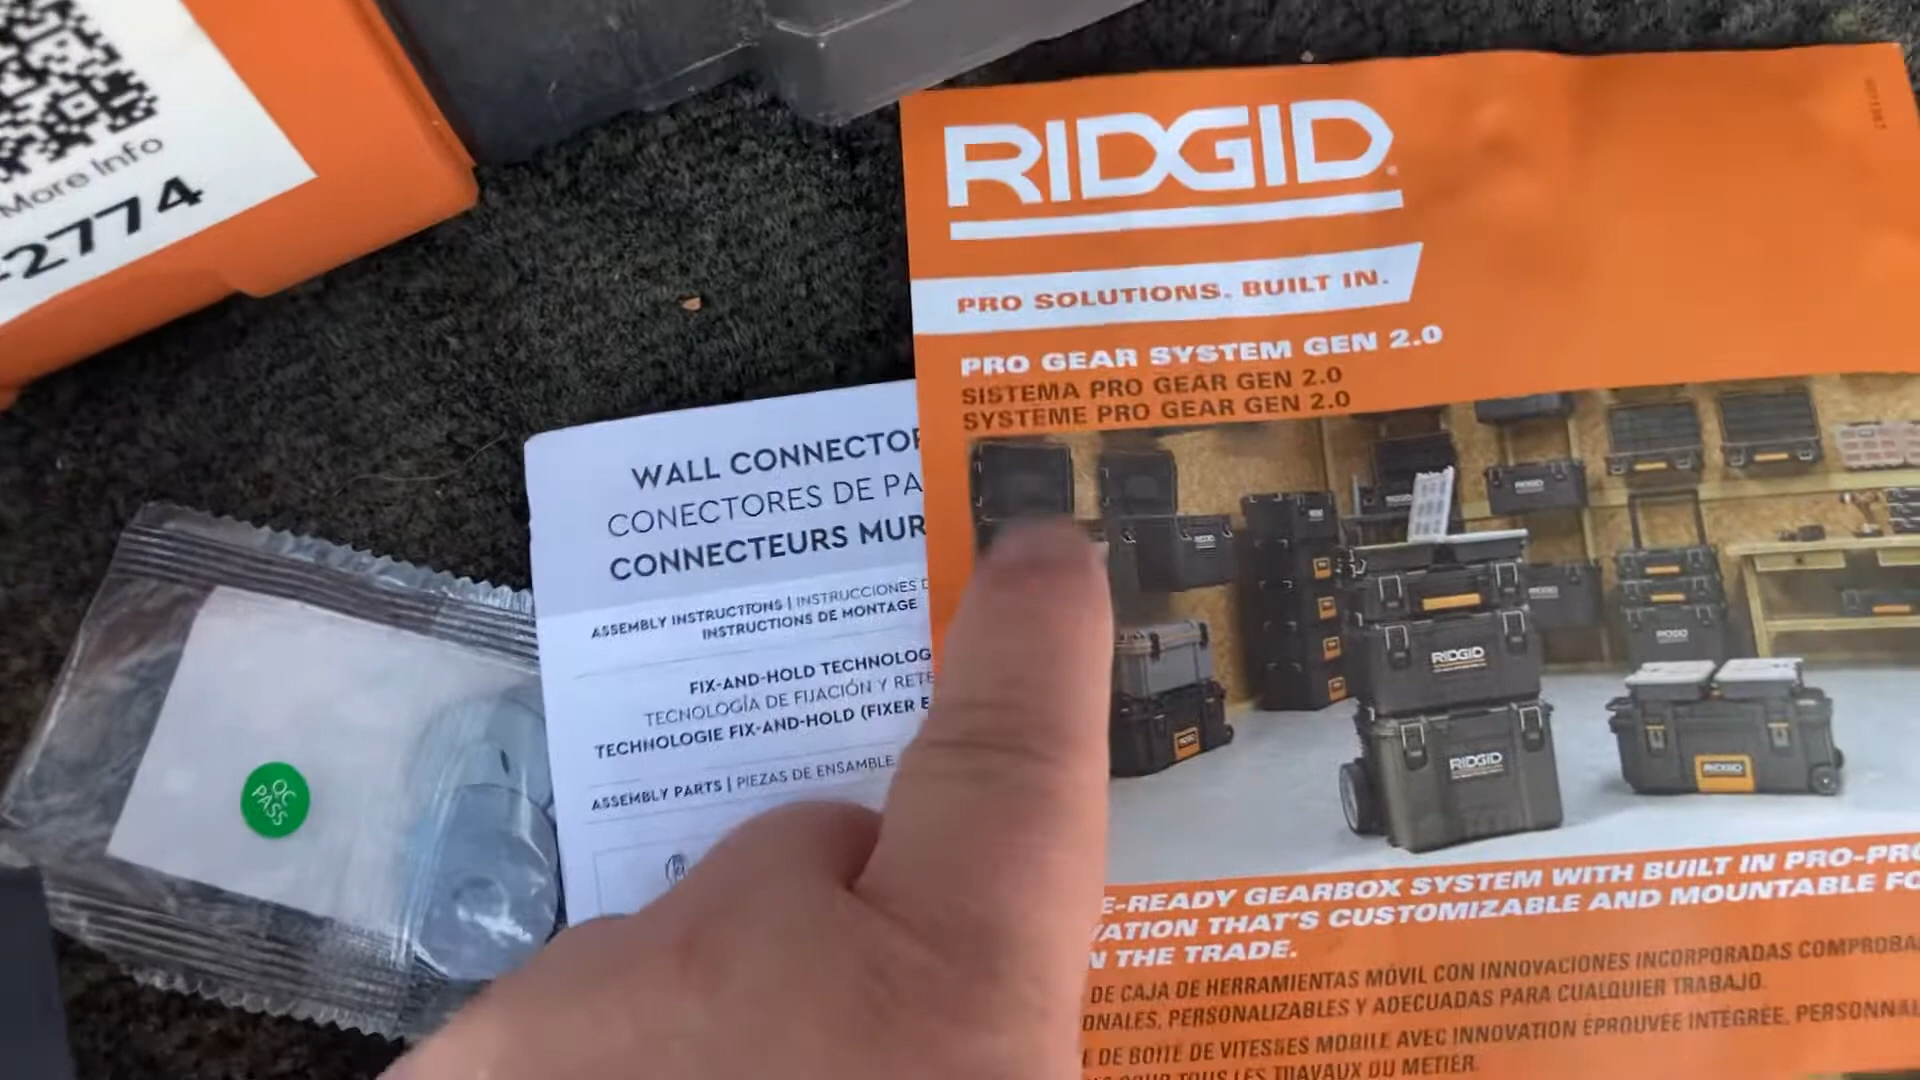 More Info
-2774
QC
PASS
WALL CONNECTOR
CONECTORES DE PA
CONNECTEURS MUR
ASSEMBLY INSTRUCTIONS | INSTRUCCIONES D
INSTRUCTIONS DE MONTAGE
FIX-AND-HOLD TECHNOLOG
TECNOLOGÍA DE FIJACIÓN Y RETE
TECHNOLOGIE FIX-AND-HOLD (FIXER E
ASSEMBLY PARTS | PIEZAS DE ENSAMBLE
RIDGID
PRO SOLUTIONS. BUILT IN.
PRO GEAR SYSTEM GEN 2.0
SISTEMA PRO GEAR GEN 2.0
SYSTÈME PRO GEAR GEN 2.0
RIDGID
RIDGID
RIDGID
RIDGID
E-READY GEARBOX SYSTEM WITH BUILT IN PRO-PRO
VATION THAT'S CUSTOMIZABLE AND MOUNTABLE FO
N THE TRADE.
DE CAJA DE HERRAMIENTAS MÓVIL CON INNOVACIONES INCORPORADAS COMPROBA
ONALES, PERSONALIZABLES Y ADECUADAS PARA CUALQUIER TRABAJO.
E DE BOITE DE VITESSES MOBILE AVEC INNOVATION ÉPROUVÉE INTÉGRÉE, PERSONNAL
POUR TOUS LES TRAVAUX DU MÉTIER.